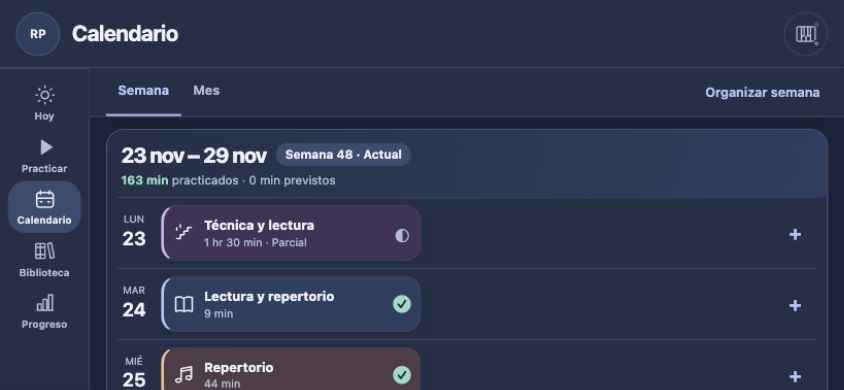 RP
Calendario
Hoy
Practicar
Calendario
Biblioteca
Progreso
Semana
Mes
Organizar semana
23 nov – 29 nov
Semana 48 · Actual
163 min practicados · 0 min previstos
LUN
23
Técnica y lectura
1 hr 30 min · Parcial
+
MAR
24
Lectura y repertorio
9 min
+
MIÉ
25
Repertorio
44 min
+